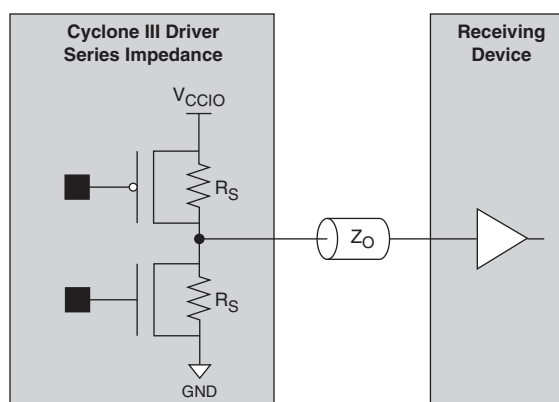 Cyclone III Driver
Series Impedance
Receiving
Device
VCCIO
RS
ZO
RS
GND